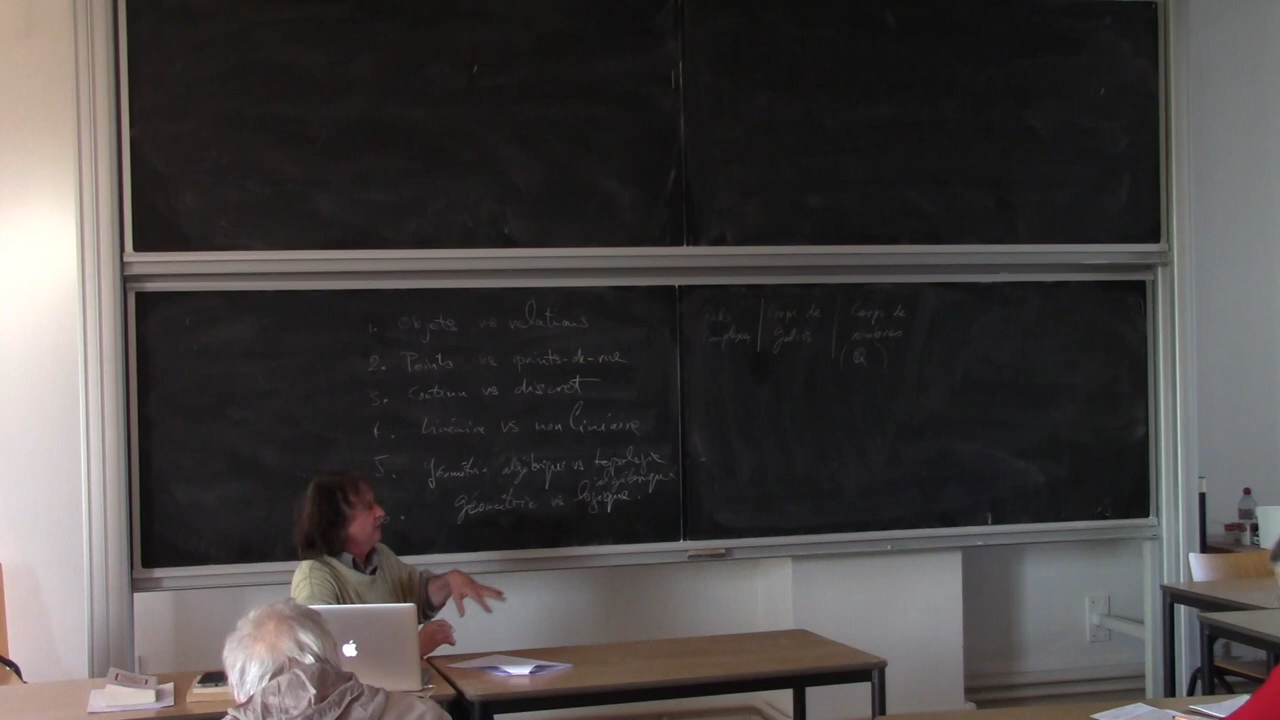 1. Objets vs relations
2. Points vs points-de-vue
3. Continu vs discret
4. Linéaire vs non linéaire
5. géométrie algébrique vs topologie
algébrique
géométrie vs logique.
Corps de | Corps de
galois | nombres
(Q)